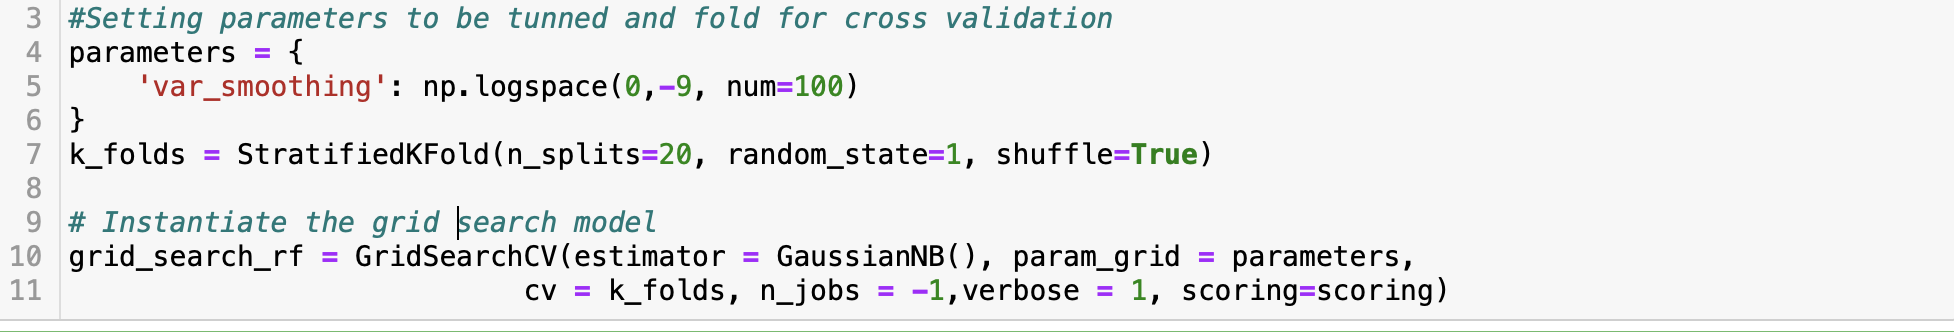 3 #Setting parameters to be tunned and fold for cross validation
4 parameters = {
5     'var_smoothing': np.logspace(0,-9, num=100)
6 }
7 k_folds = StratifiedKFold(n_splits=20, random_state=1, shuffle=True)
8
9 # Instantiate the grid search model
10 grid_search_rf = GridSearchCV(estimator = GaussianNB(), param_grid = parameters,
11                            cv = k_folds, n_jobs = -1,verbose = 1, scoring=scoring)